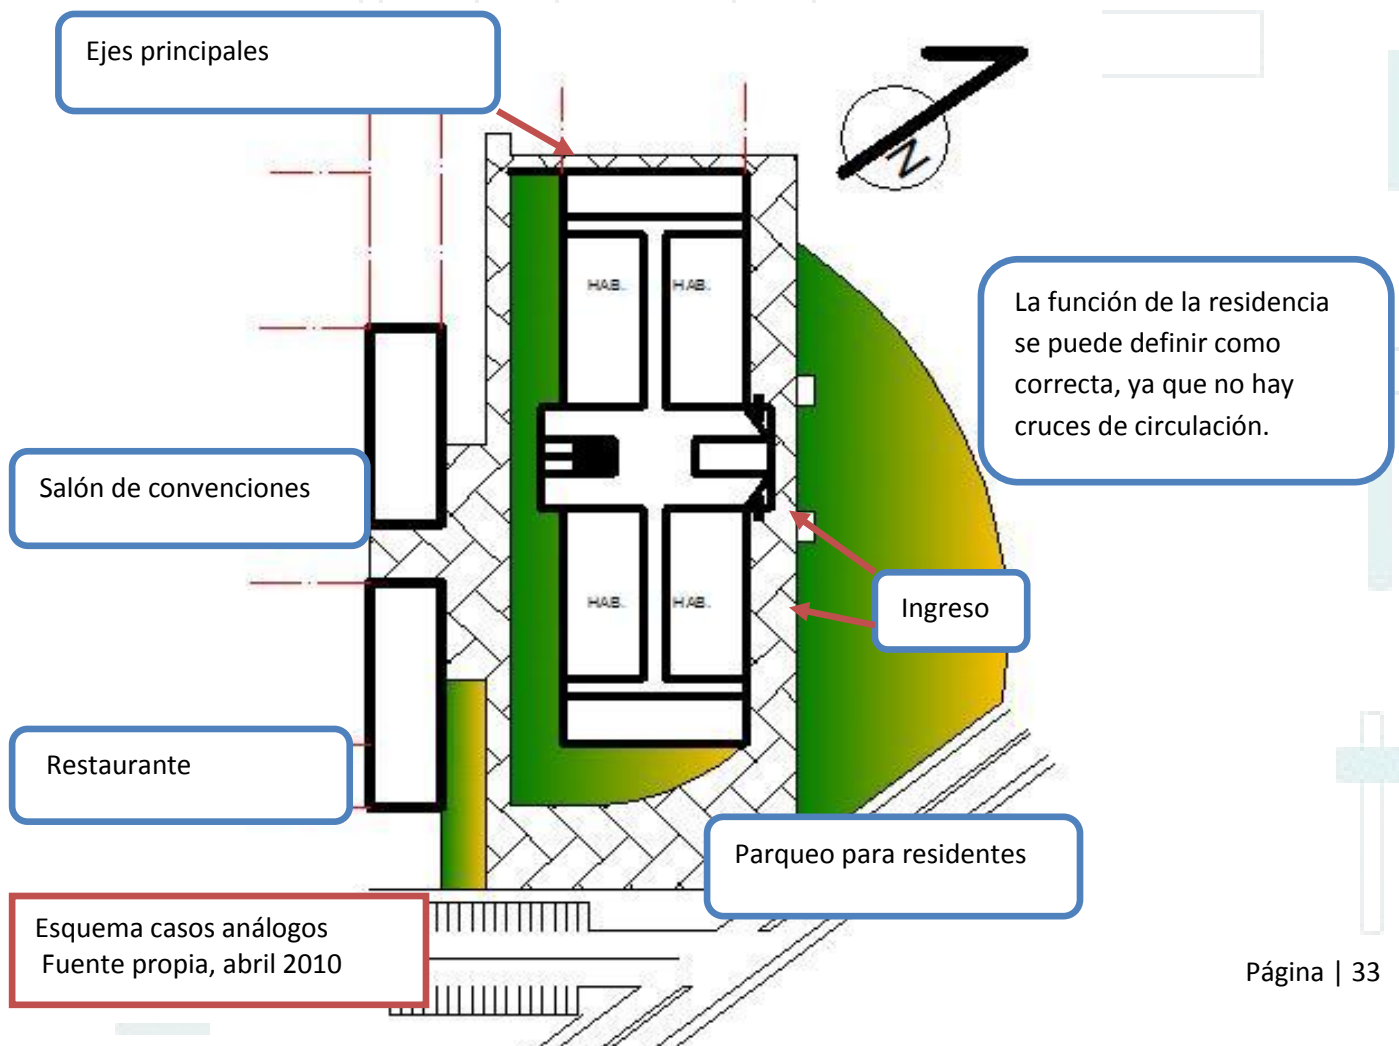 Ejes principales
N
HAB. HAB.
La función de la residencia
se puede definir como
correcta, ya que no hay
cruces de circulación.
Salón de convenciones
HAB. HAB.
Ingreso
Restaurante
Parqueo para residentes
Esquema casos análogos
Fuente propia, abril 2010
Página | 33